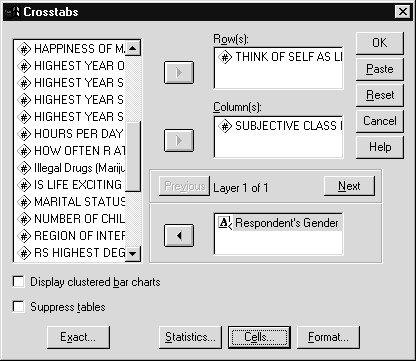 Crosstabs
HAPPINESS OF M
HIGHEST YEAR O
HIGHEST YEAR S
HIGHEST YEAR S
HIGHEST YEAR S
HOURS PER DAY
HOW OFTEN R AT
Illegal Drugs (Mariju
IS LIFE EXCITING
MARITAL STATUS
NUMBER OF CHIL
REGION OF INTER
RS HIGHEST DEG
Row(s):
THINK OF SELF AS LI
Column(s):
SUBJECTIVE CLASS I
Previous Layer 1 of 1 Next
Respondent's Gender
OK
Paste
Reset
Cancel
Help
Display clustered bar charts
Suppress tables
Exact... Statistics... Cells... Format...